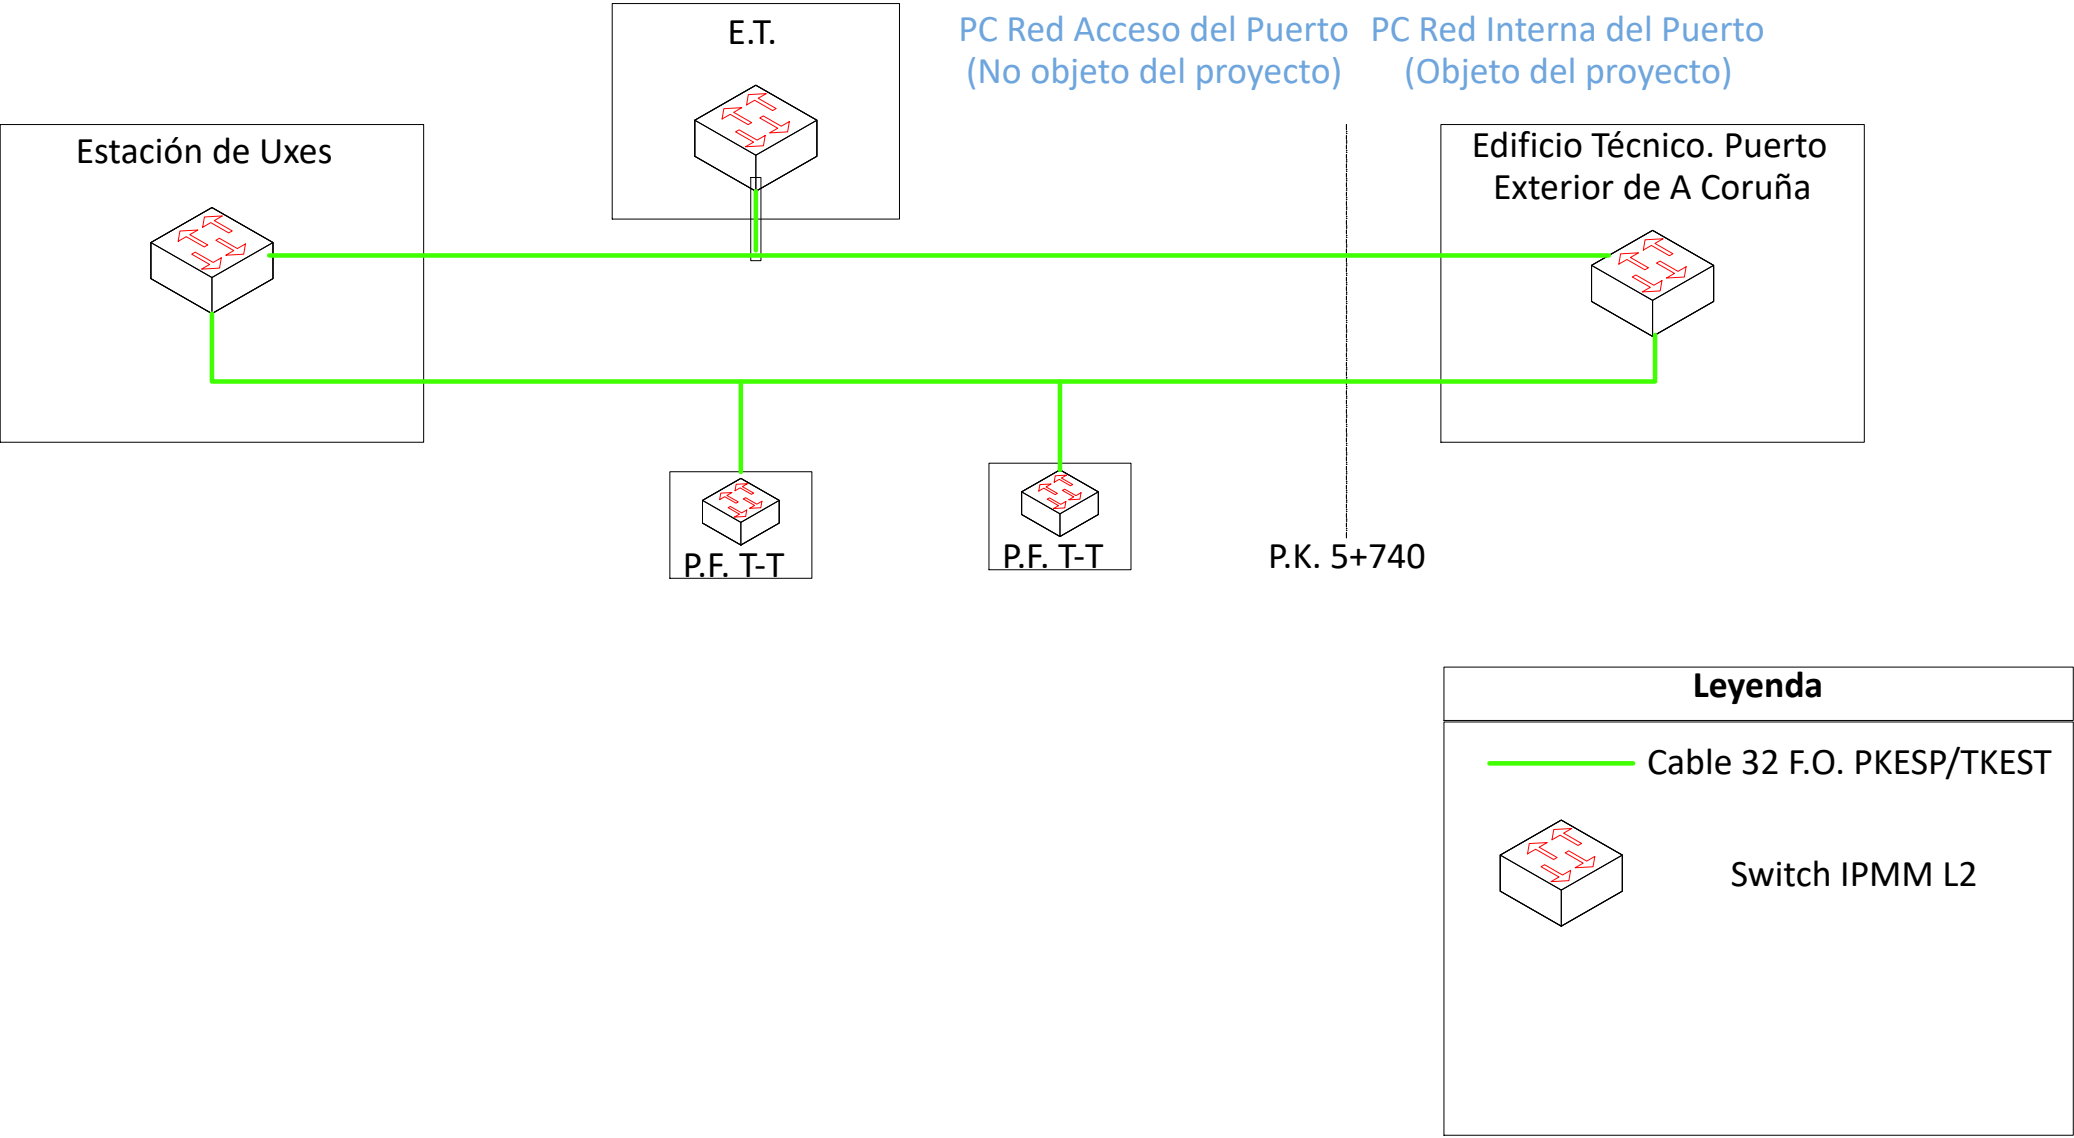 E.T.
PC Red Acceso del Puerto
(No objeto del proyecto)
PC Red Interna del Puerto
(Objeto del proyecto)
Estación de Uxes
Edificio Técnico. Puerto
Exterior de A Coruña
P.F. T-T
P.F. T-T
P.K. 5+740
Leyenda
Cable 32 F.O. PKESP/TKEST
Switch IPMM L2